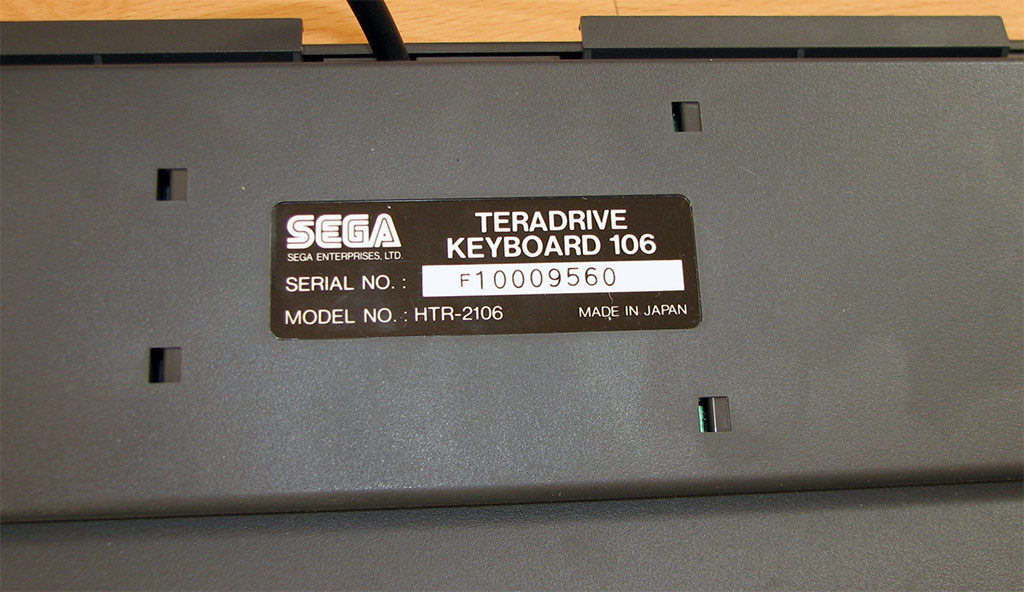 SEGA
SEGA ENTERPRISES, LTD.
TERADRIVE
KEYBOARD 106
SERIAL NO. : F10009560
MODEL NO. : HTR-2106
MADE IN JAPAN